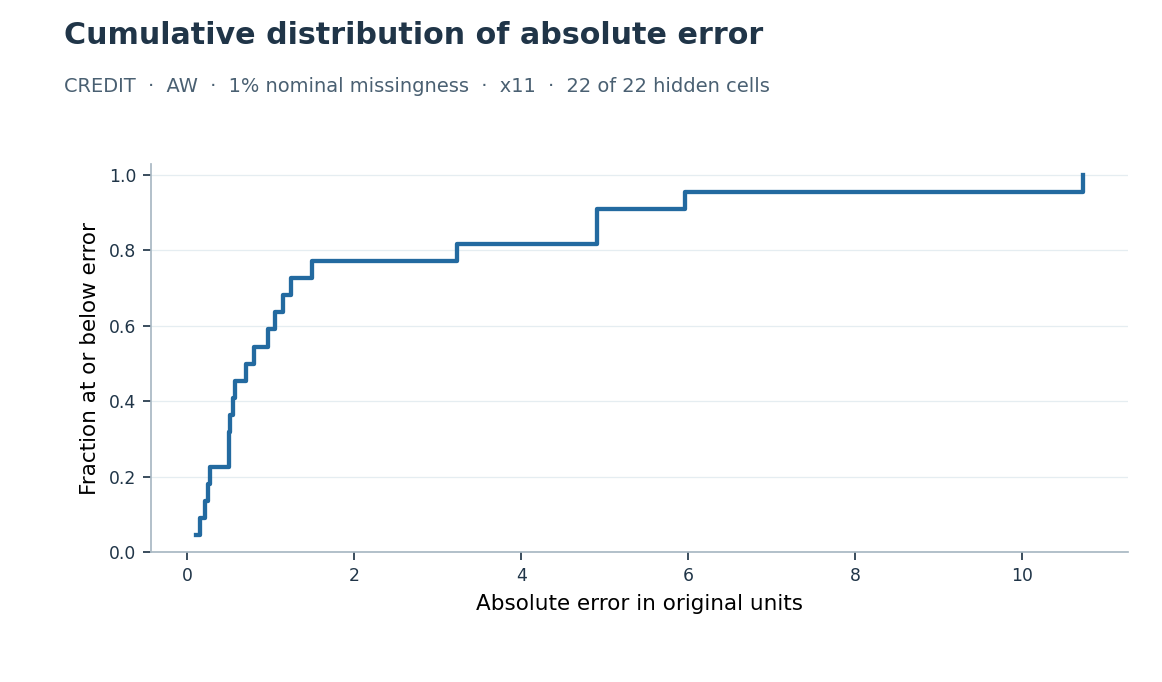 Cumulative distribution of absolute error
CREDIT · AW · 1% nominal missingness · x11 · 22 of 22 hidden cells
Fraction at or below error
1.0
0.8
0.6
0.4
0.2
0.0
0 2 4 6 8 10
Absolute error in original units